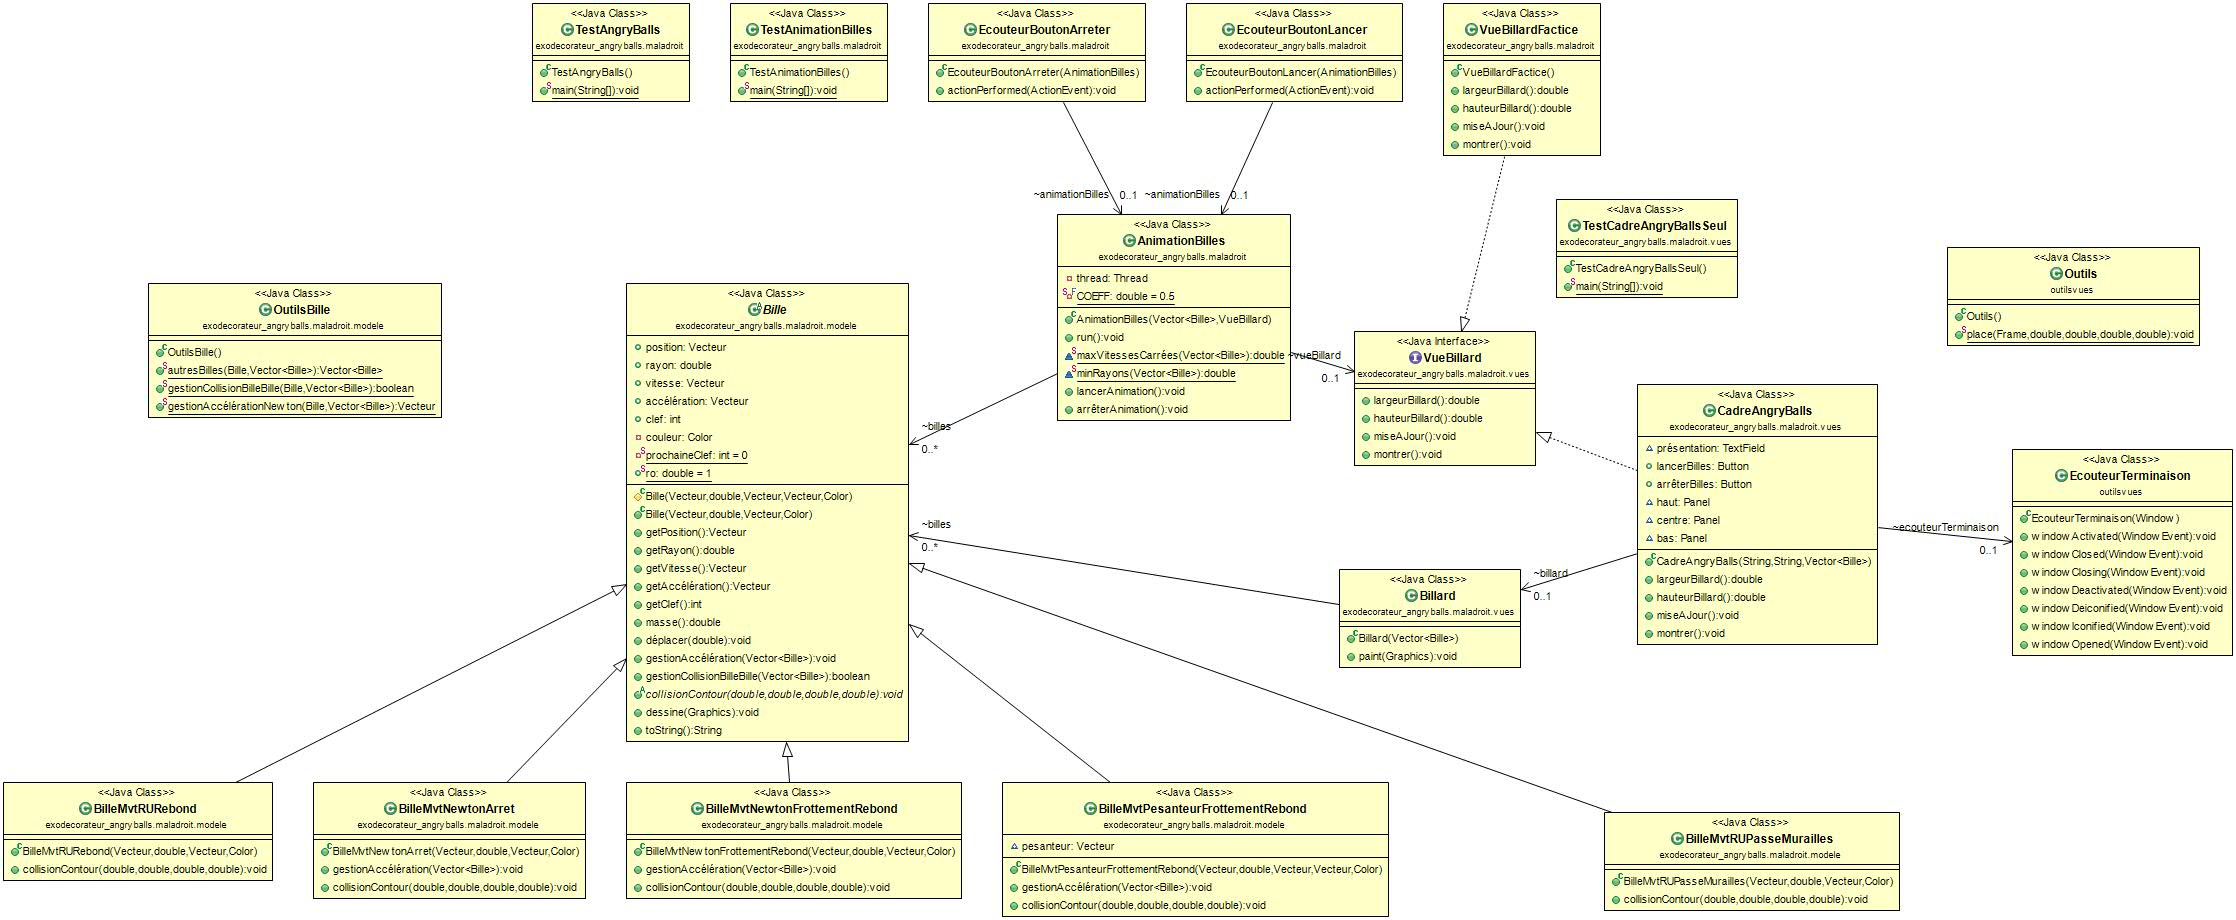 <<Java Class>>
TestAngryBalls
exodecorateur_angryballs.maladroit
TestAngryBalls()
main(String[]):void
<<Java Class>>
TestAnimationBilles
exodecorateur_angryballs.maladroit
TestAnimationBilles()
main(String[]):void
<<Java Class>>
EcouteurBoutonArreter
exodecorateur_angryballs.maladroit
EcouteurBoutonArreter(AnimationBilles)
actionPerformed(ActionEvent):void
<<Java Class>>
EcouteurBoutonLancer
exodecorateur_angryballs.maladroit
EcouteurBoutonLancer(AnimationBilles)
actionPerformed(ActionEvent):void
<<Java Class>>
VueBillardFactice
exodecorateur_angryballs.maladroit
VueBillardFactice()
largeurBillard():double
hauteurBillard():double
miseAJour():void
montrer():void
~animationBilles 0..1
~animationBilles 0..1
<<Java Class>>
AnimationBilles
exodecorateur_angryballs.maladroit
thread: Thread
COEFF: double = 0.5
AnimationBilles(Vector<Bille>,VueBillard)
run():void
maxVitessesCarrées(Vector<Bille>):double
minRayons(Vector<Bille>):double
lancerAnimation():void
arrêterAnimation():void
~vueBillard
0..1
<<Java Class>>
TestCadreAngryBallsSeul
exodecorateur_angryballs.maladroit.vues
TestCadreAngryBallsSeul()
main(String[]):void
<<Java Class>>
Outils
outilsvues
Outils()
place(Frame,double,double,double,double):void
<<Java Class>>
OutilsBille
exodecorateur_angryballs.maladroit.modele
OutilsBille()
autresBilles(Bille,Vector<Bille>):Vector<Bille>
gestionCollisionBilleBille(Bille,Vector<Bille>):boolean
gestionAccélérationNewton(Bille,Vector<Bille>):Vecteur
<<Java Class>>
Bille
exodecorateur_angryballs.maladroit.modele
position: Vecteur
rayon: double
vitesse: Vecteur
accélération: Vecteur
clef: int
couleur: Color
prochaineClef: int = 0
ro: double = 1
Bille(Vecteur,double,Vecteur,Vecteur,Color)
Bille(Vecteur,double,Vecteur,Color)
getPosition():Vecteur
getRayon():double
getVitesse():Vecteur
getAccélération():Vecteur
getClef():int
masse():double
déplacer(double):void
gestionAccélération(Vector<Bille>):void
gestionCollisionBilleBille(Vector<Bille>):boolean
collisionContour(double,double,double,double):void
dessine(Graphics):void
toString():String
~billes
0..*
~billes
0..*
<<Java Interface>>
VueBillard
exodecorateur_angryballs.maladroit.vues
largeurBillard():double
hauteurBillard():double
miseAJour():void
montrer():void
<<Java Class>>
CadreAngryBalls
exodecorateur_angryballs.maladroit.vues
présentation: TextField
lancerBilles: Button
arrêterBilles: Button
haut: Panel
centre: Panel
bas: Panel
CadreAngryBalls(String,String,Vector<Bille>)
largeurBillard():double
hauteurBillard():double
miseAJour():void
montrer():void
~ecouteurTerminaison
0..1
<<Java Class>>
EcouteurTerminaison
outilsvues
EcouteurTerminaison(Window)
windowActivated(WindowEvent):void
windowClosed(WindowEvent):void
windowClosing(WindowEvent):void
windowDeactivated(WindowEvent):void
windowDeiconified(WindowEvent):void
windowIconified(WindowEvent):void
windowOpened(WindowEvent):void
~billard
0..1
<<Java Class>>
Billard
exodecorateur_angryballs.maladroit.vues
Billard(Vector<Bille>)
paint(Graphics):void
<<Java Class>>
BilleMvtRURebond
exodecorateur_angryballs.maladroit.modele
BilleMvtRURebond(Vecteur,double,Vecteur,Color)
collisionContour(double,double,double,double):void
<<Java Class>>
BilleMvtNewtonArret
exodecorateur_angryballs.maladroit.modele
BilleMvtNewtonArret(Vecteur,double,Vecteur,Color)
gestionAccélération(Vector<Bille>):void
collisionContour(double,double,double,double):void
<<Java Class>>
BilleMvtNewtonFrottementRebond
exodecorateur_angryballs.maladroit.modele
BilleMvtNewtonFrottementRebond(Vecteur,double,Vecteur,Color)
gestionAccélération(Vector<Bille>):void
collisionContour(double,double,double,double):void
<<Java Class>>
BilleMvtPesanteurFrottementRebond
exodecorateur_angryballs.maladroit.modele
pesanteur: Vecteur
BilleMvtPesanteurFrottementRebond(Vecteur,double,Vecteur,Vecteur,Color)
gestionAccélération(Vector<Bille>):void
collisionContour(double,double,double,double):void
<<Java Class>>
BilleMvtRUPasseMurailles
exodecorateur_angryballs.maladroit.modele
BilleMvtRUPasseMurailles(Vecteur,double,Vecteur,Color)
collisionContour(double,double,double,double):void